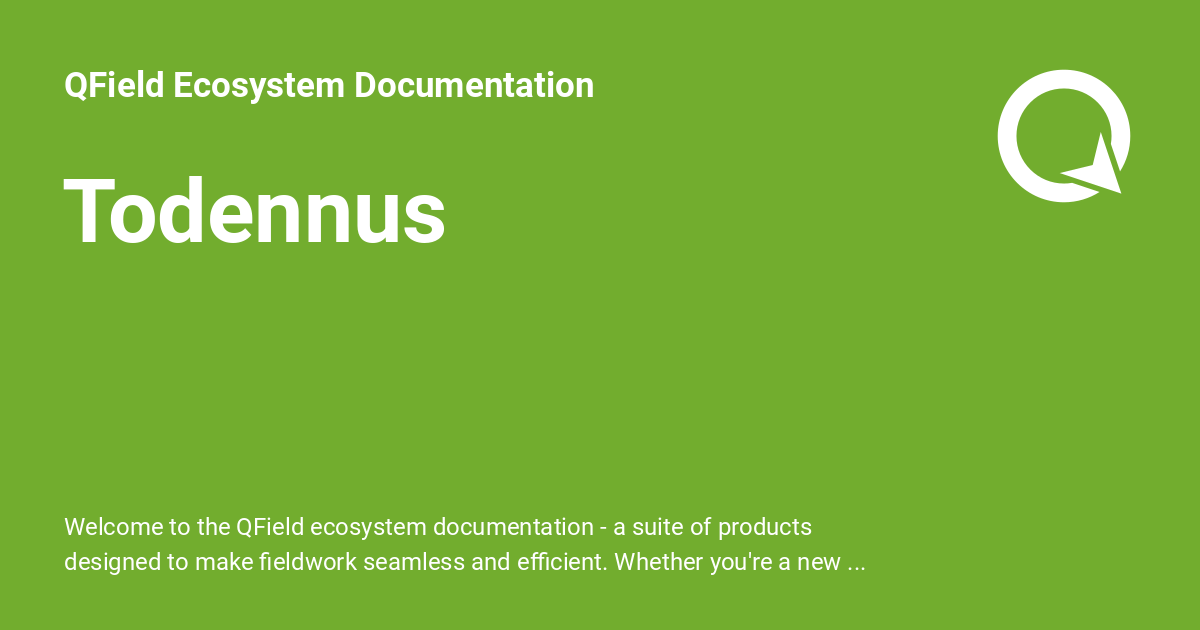 QField Ecosystem Documentation
Todennus
Welcome to the QField ecosystem documentation - a suite of products
designed to make fieldwork seamless and efficient. Whether you're a new ...